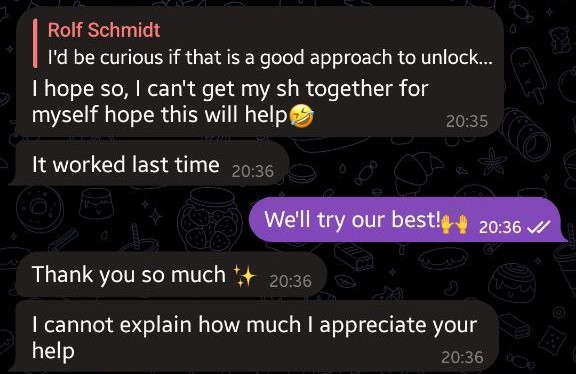 Rolf Schmidt
I'd be curious if that is a good approach to unlock...
I hope so, I can't get my sh together for
myself hope this will help🤣
20:35
It worked last time 20:36
We'll try our best!🙌 20:36
Thank you so much ✨ 20:36
I cannot explain how much I appreciate your
help
20:36